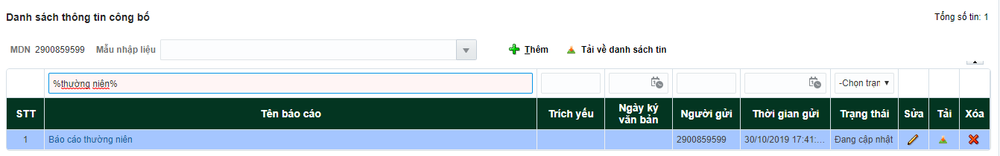 Danh sách thông tin công bố
Tổng số tin: 1
MDN 2900859599 Mẫu nhập liệu
Thêm
Tải về danh sách tin
%thường niên%
-Chọn trạn
STT
Tên báo cáo
Trích yếu
Ngày ký
văn bản
Người gửi
Thời gian gửi
Trạng thái
Sửa
Tải
Xóa
1
Báo cáo thường niên
2900859599
30/10/2019 17:41:...
Đang cập nhật